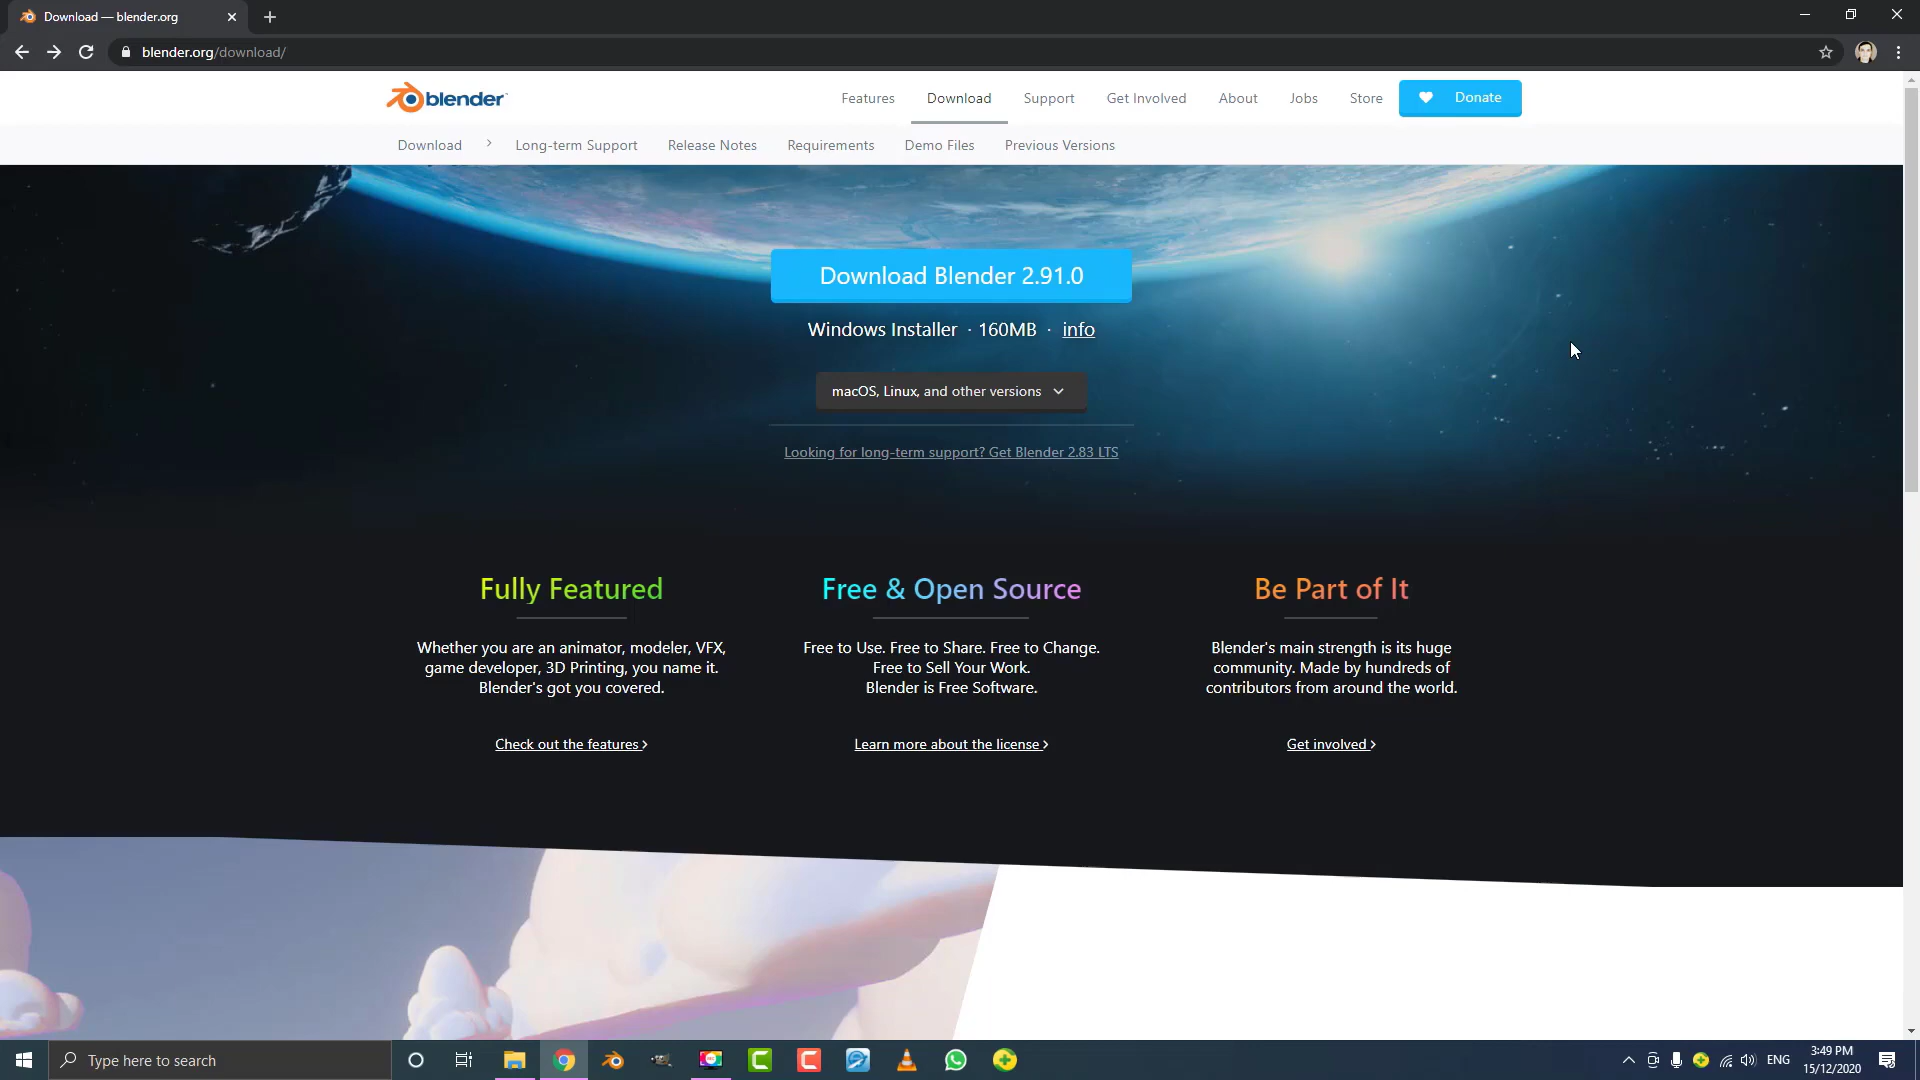 Download — blender.org
blender.org/download/
blender™
Features
Download
Support
Get Involved
About
Jobs
Store
Donate
Download
Long-term Support
Release Notes
Requirements
Demo Files
Previous Versions
Download Blender 2.91.0
Windows Installer · 160MB · info
macOS, Linux, and other versions
Looking for long-term support? Get Blender 2.83 LTS
Fully Featured
Whether you are an animator, modeler, VFX,
game developer, 3D Printing, you name it.
Blender's got you covered.
Check out the features
Free & Open Source
Free to Use. Free to Share. Free to Change.
Free to Sell Your Work.
Blender is Free Software.
Learn more about the license
Be Part of It
Blender's main strength is its huge
community. Made by hundreds of
contributors from around the world.
Get involved
Type here to search
ENG
3:49 PM
15/12/2020